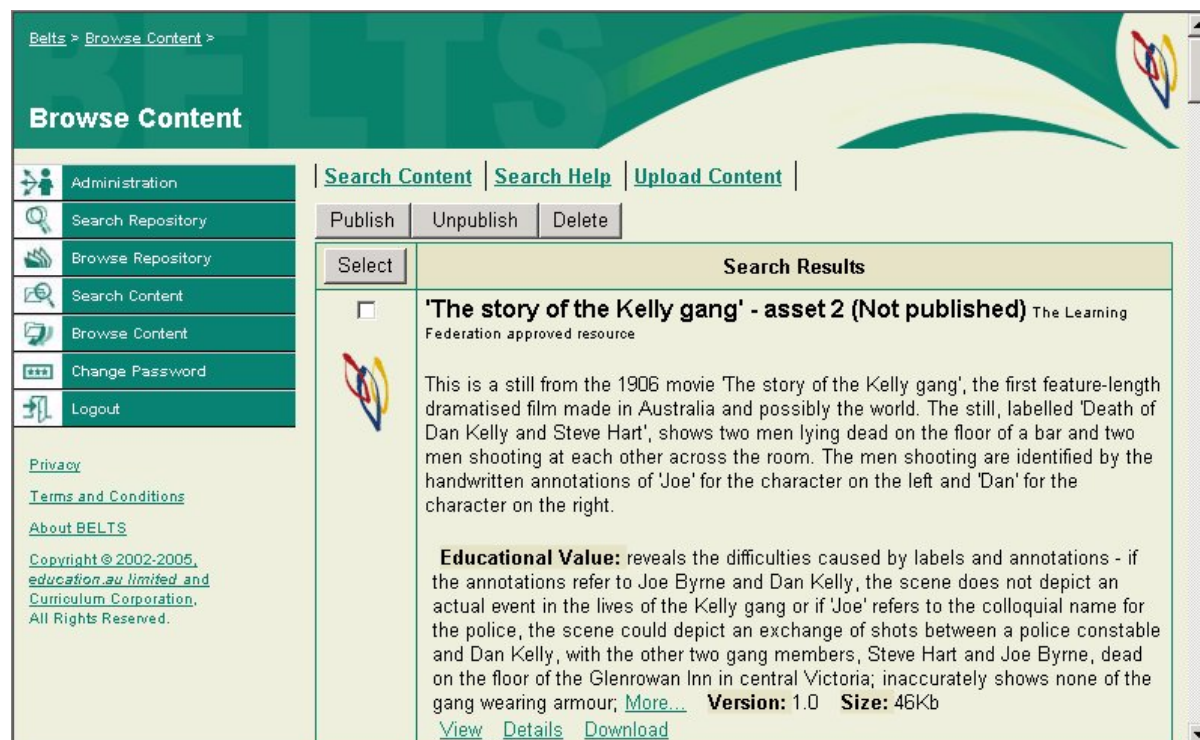 Belts > Browse Content >
BELTS
Browse Content
Administration
Search Repository
Browse Repository
Search Content
Browse Content
Change Password
Logout
Privacy
Terms and Conditions
About BELTS
Copyright © 2002-2005,
education.au limited and
Curriculum Corporation,
All Rights Reserved.
Search Content | Search Help | Upload Content
Publish Unpublish Delete
Select Search Results
'The story of the Kelly gang' - asset 2 (Not published) The Learning
Federation approved resource
This is a still from the 1906 movie 'The story of the Kelly gang', the first feature-length
dramatised film made in Australia and possibly the world. The still, labelled 'Death of
Dan Kelly and Steve Hart', shows two men lying dead on the floor of a bar and two
men shooting at each other across the room. The men shooting are identified by the
handwritten annotations of 'Joe' for the character on the left and 'Dan' for the
character on the right.
Educational Value: reveals the difficulties caused by labels and annotations - if
the annotations refer to Joe Byrne and Dan Kelly, the scene does not depict an
actual event in the lives of the Kelly gang or if 'Joe' refers to the colloquial name for
the police, the scene could depict an exchange of shots between a police constable
and Dan Kelly, with the other two gang members, Steve Hart and Joe Byrne, dead
on the floor of the Glenrowan Inn in central Victoria; inaccurately shows none of the
gang wearing armour; More... Version: 1.0 Size: 46Kb
View Details Download